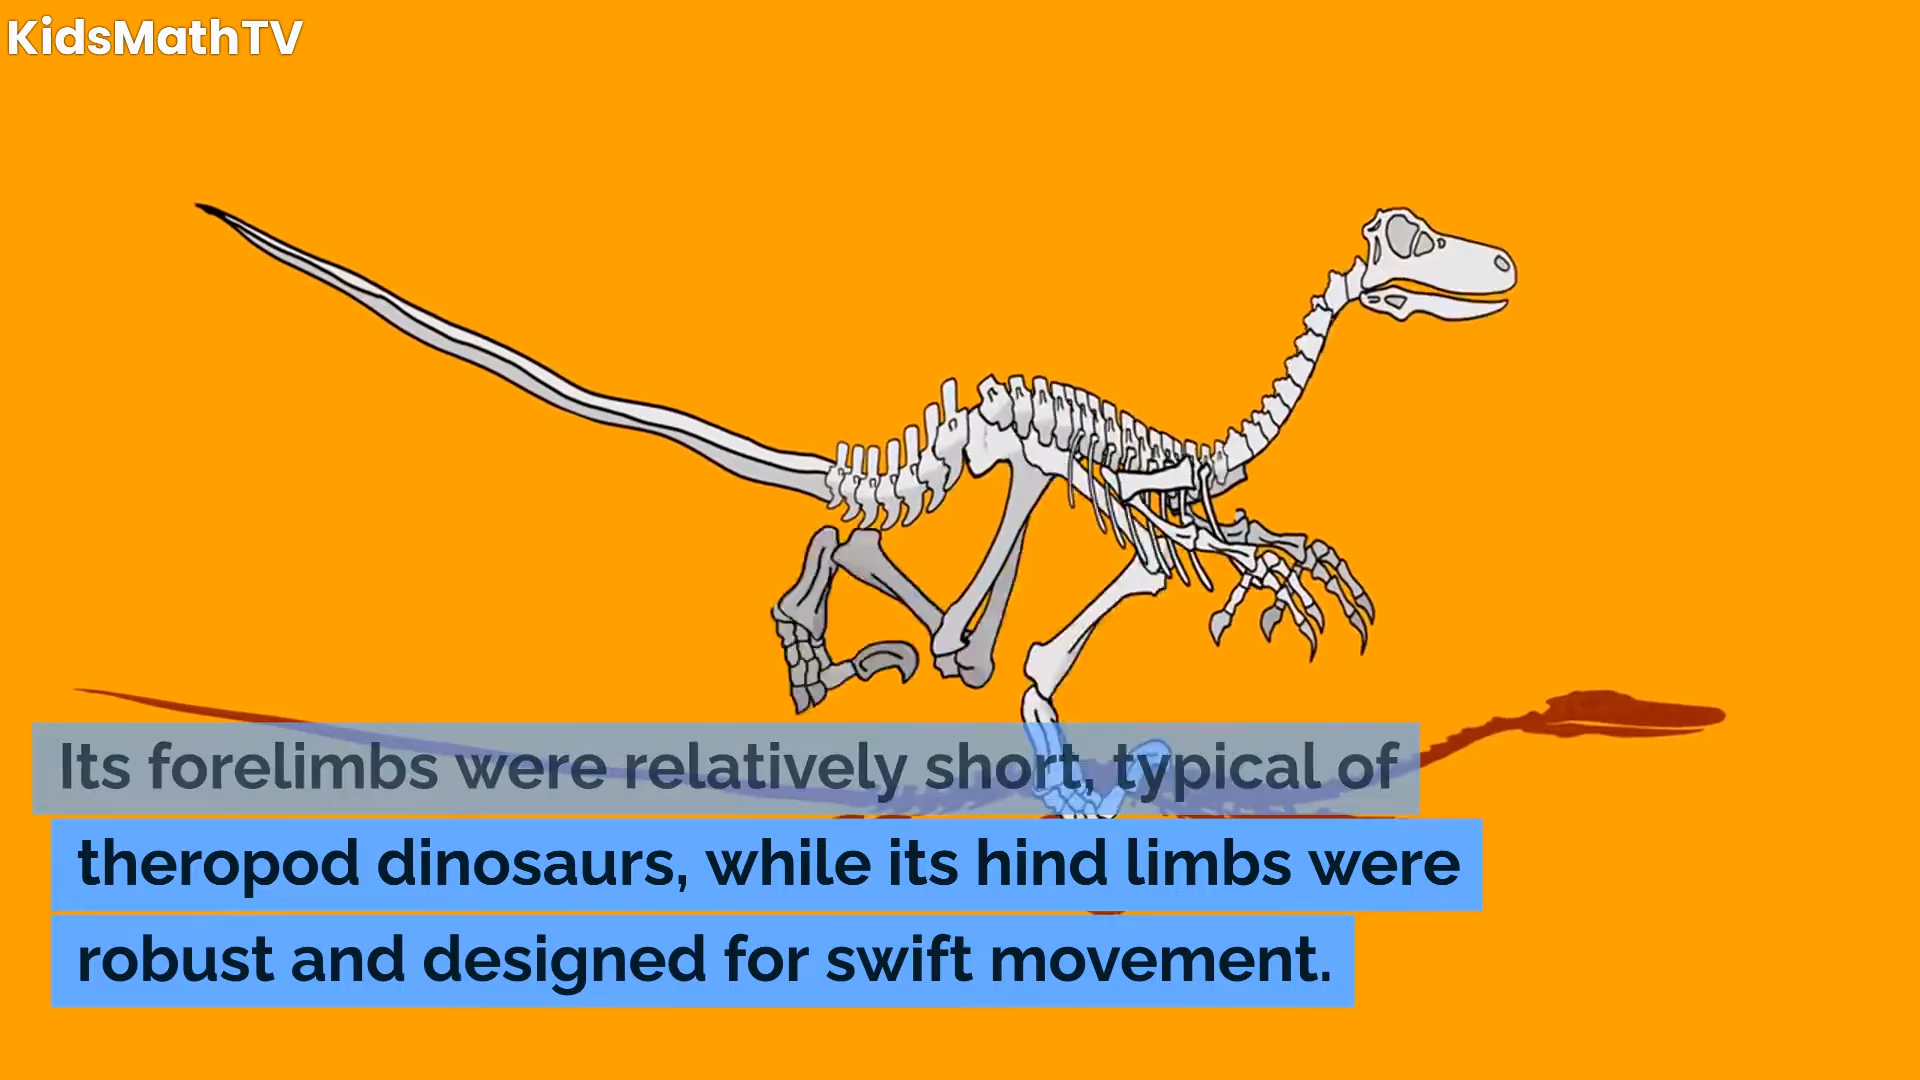 KidsMathTV
Its forelimbs were relatively short, typical of
theropod dinosaurs, while its hind limbs were
robust and designed for swift movement.